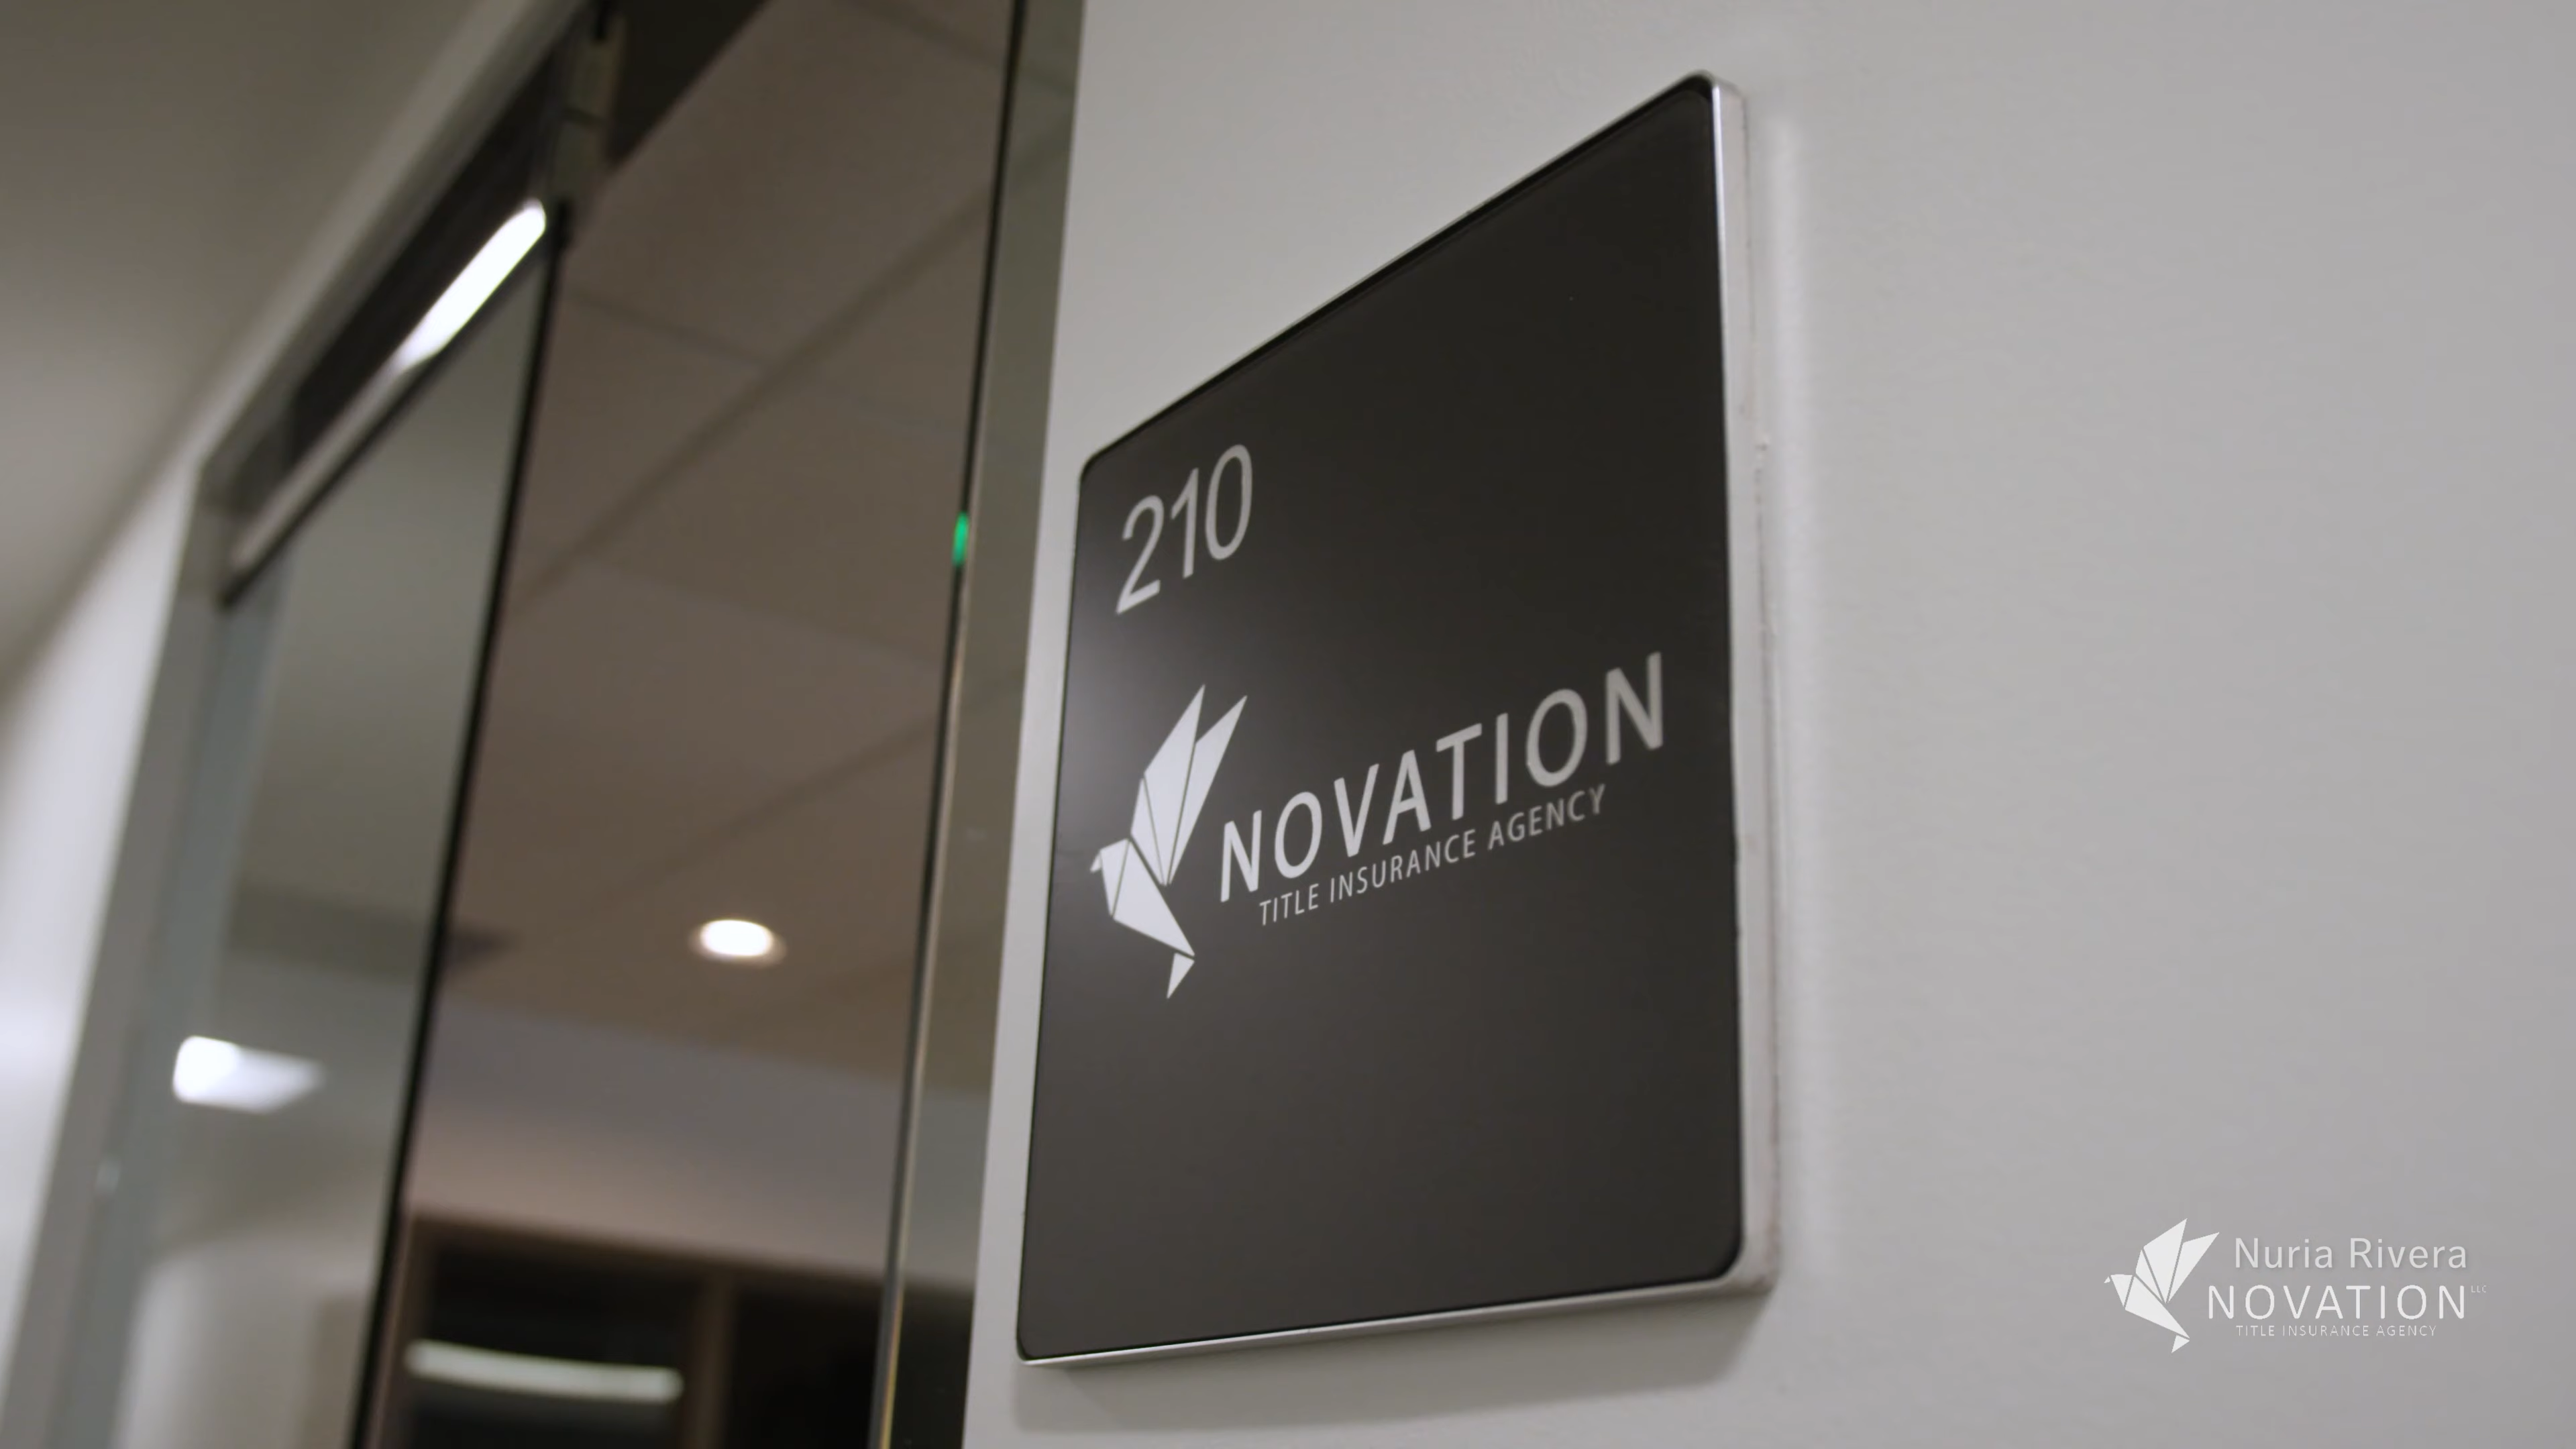 210
NOVATION
TITLE INSURANCE AGENCY
Nuria Rivera
NOVATION LLC
TITLE INSURANCE AGENCY